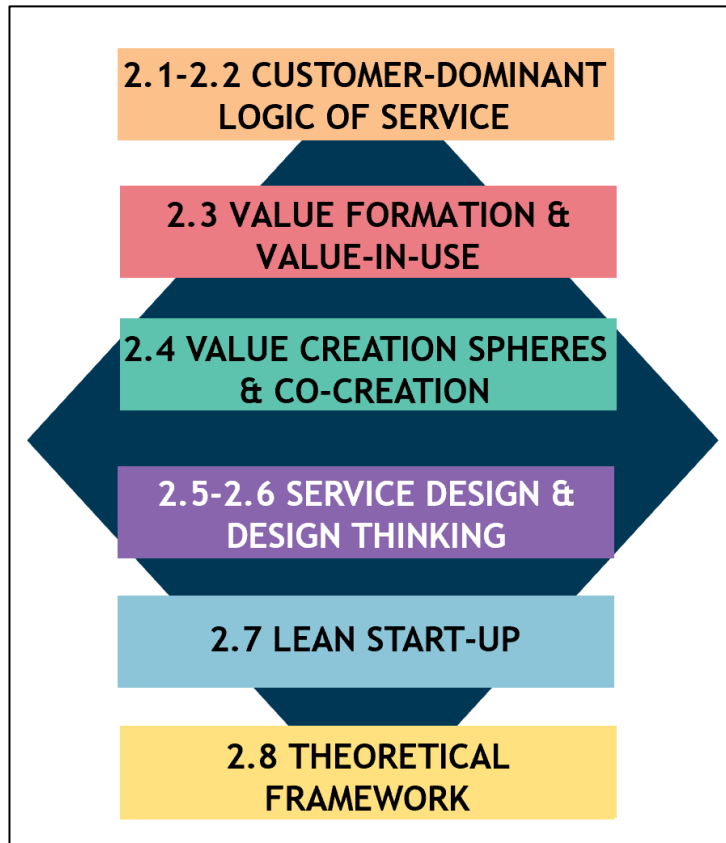 2.1-2.2 CUSTOMER-DOMINANT
LOGIC OF SERVICE
2.3 VALUE FORMATION &
VALUE-IN-USE
2.4 VALUE CREATION SPHERES
& CO-CREATION
2.5-2.6 SERVICE DESIGN &
DESIGN THINKING
2.7 LEAN START-UP
2.8 THEORETICAL
FRAMEWORK